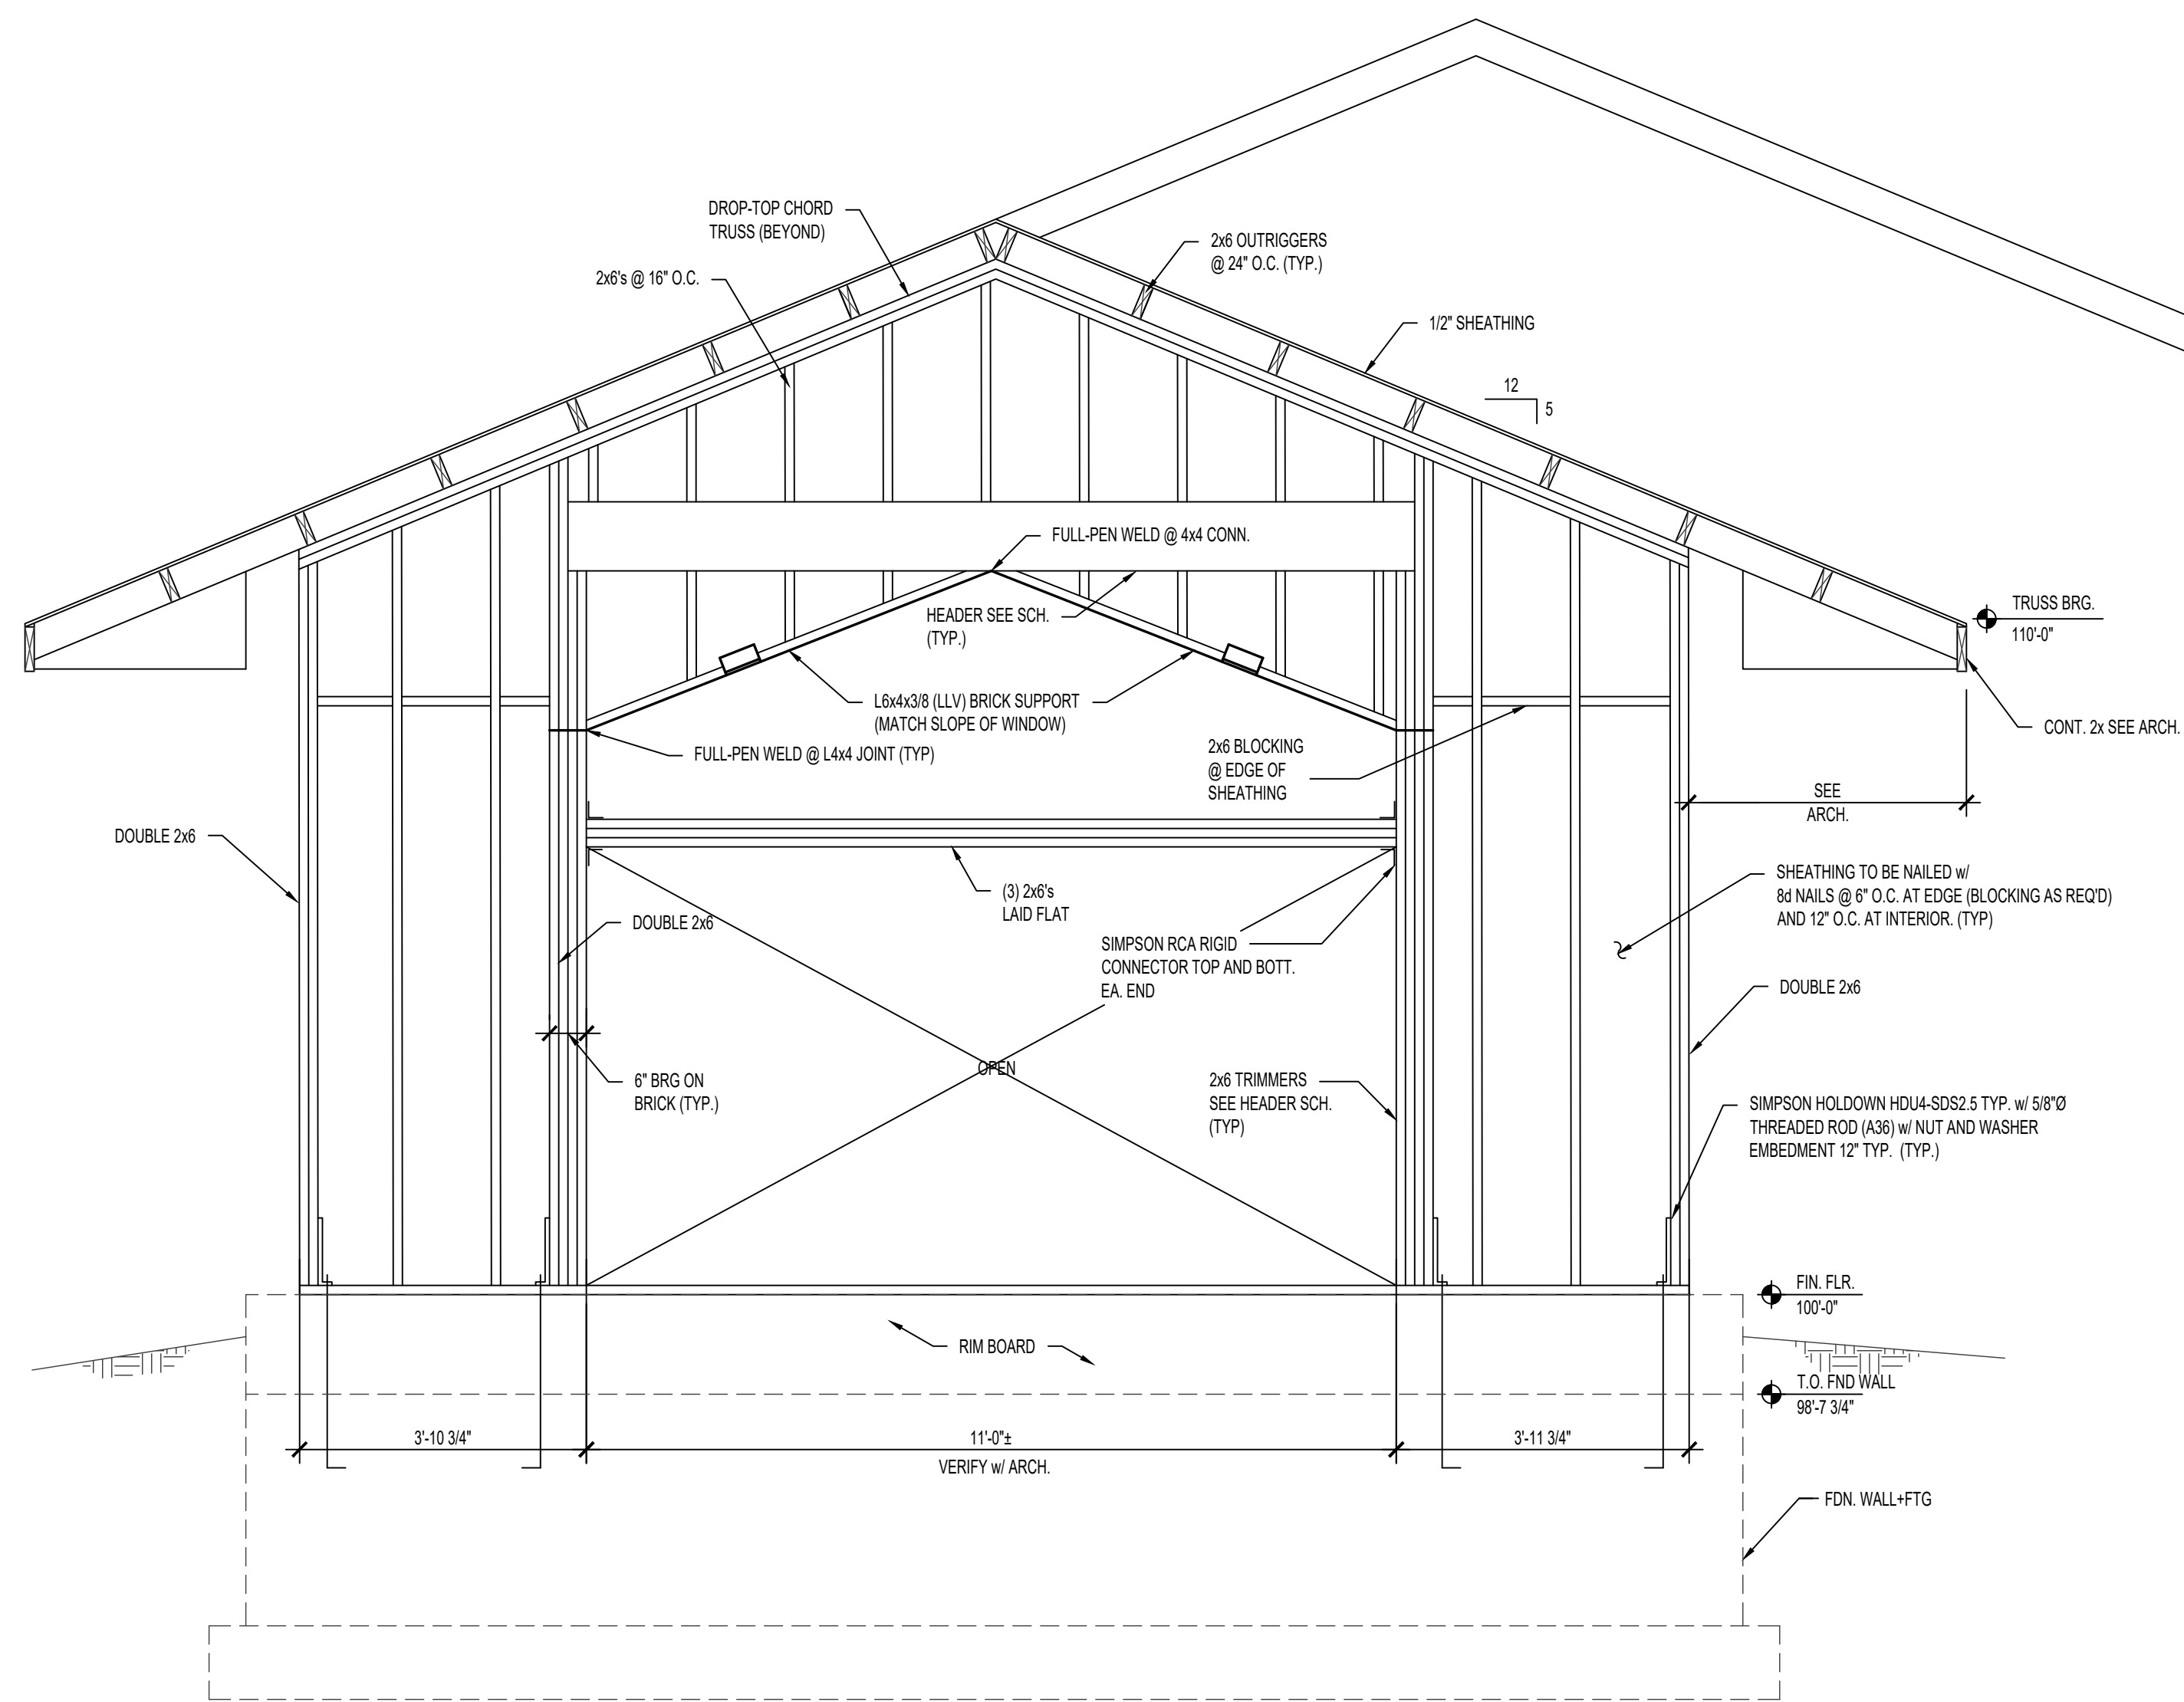 DROP-TOP CHORD
TRUSS (BEYOND)
2x6 OUTRIGGERS
@ 24" O.C. (TYP.)
2x6's @ 16" O.C.
1/2" SHEATHING
12
5
FULL-PEN WELD @ 4x4 CONN.
HEADER SEE SCH.
(TYP.)
TRUSS BRG.
110'-0"
L6x4x3/8 (LLV) BRICK SUPPORT
(MATCH SLOPE OF WINDOW)
FULL-PEN WELD @ L4x4 JOINT (TYP)
2x6 BLOCKING
@ EDGE OF
SHEATHING
CONT. 2x SEE ARCH.
SEE
ARCH.
DOUBLE 2x6
(3) 2x6's
LAID FLAT
SHEATHING TO BE NAILED w/
8d NAILS @ 6" O.C. AT EDGE (BLOCKING AS REQ'D)
AND 12" O.C. AT INTERIOR. (TYP)
DOUBLE 2x6
SIMPSON RCA RIGID
CONNECTOR TOP AND BOTT.
EA. END
DOUBLE 2x6
OPEN
6" BRG ON
BRICK (TYP.)
2x6 TRIMMERS
SEE HEADER SCH.
(TYP)
SIMPSON HOLDOWN HDU4-SDS2.5 TYP. w/ 5/8"Ø
THREADED ROD (A36) w/ NUT AND WASHER
EMBEDMENT 12" TYP. (TYP.)
FIN. FLR.
100'-0"
RIM BOARD
T.O. FND WALL
98'-7 3/4"
3'-10 3/4"
11'-0"±
VERIFY w/ ARCH.
3'-11 3/4"
FDN. WALL+FTG